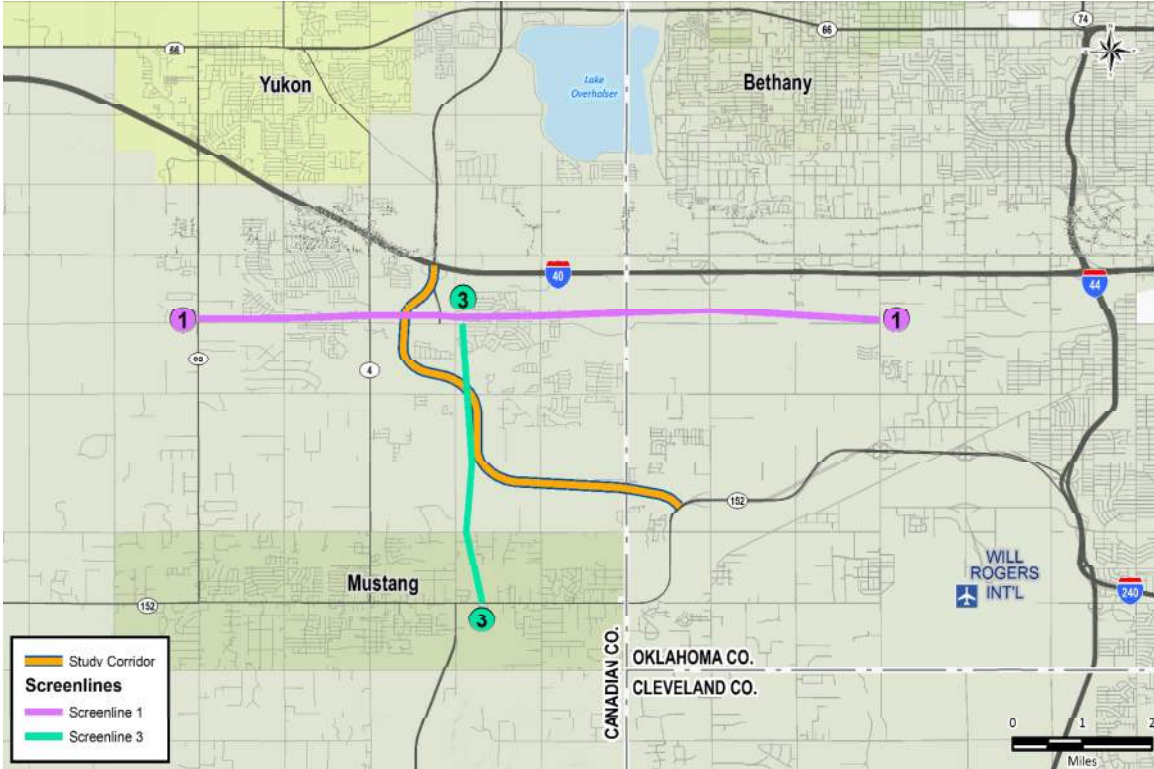 74
66
66
Yukon
Lake
Overholser
Bethany
40
44
3
1
1
4
152
WILL
ROGERS
INT'L
Mustang
240
152
3
CANADIAN CO.
OKLAHOMA CO.
CLEVELAND CO.
Study Corridor
Screenlines
Screenline 1
Screenline 3
0 1 2
Miles